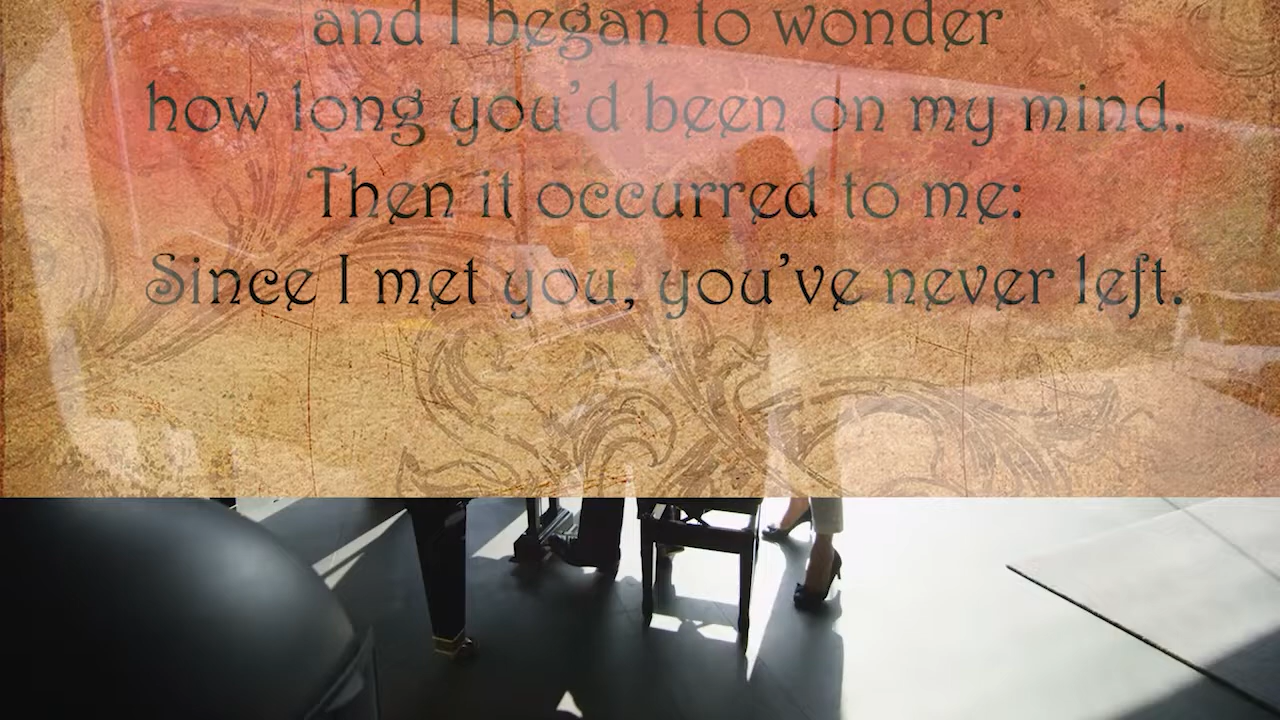 and I began to wonder
how long you'd been on my mind.
Then it occurred to me:
Since I met you, you've never left.